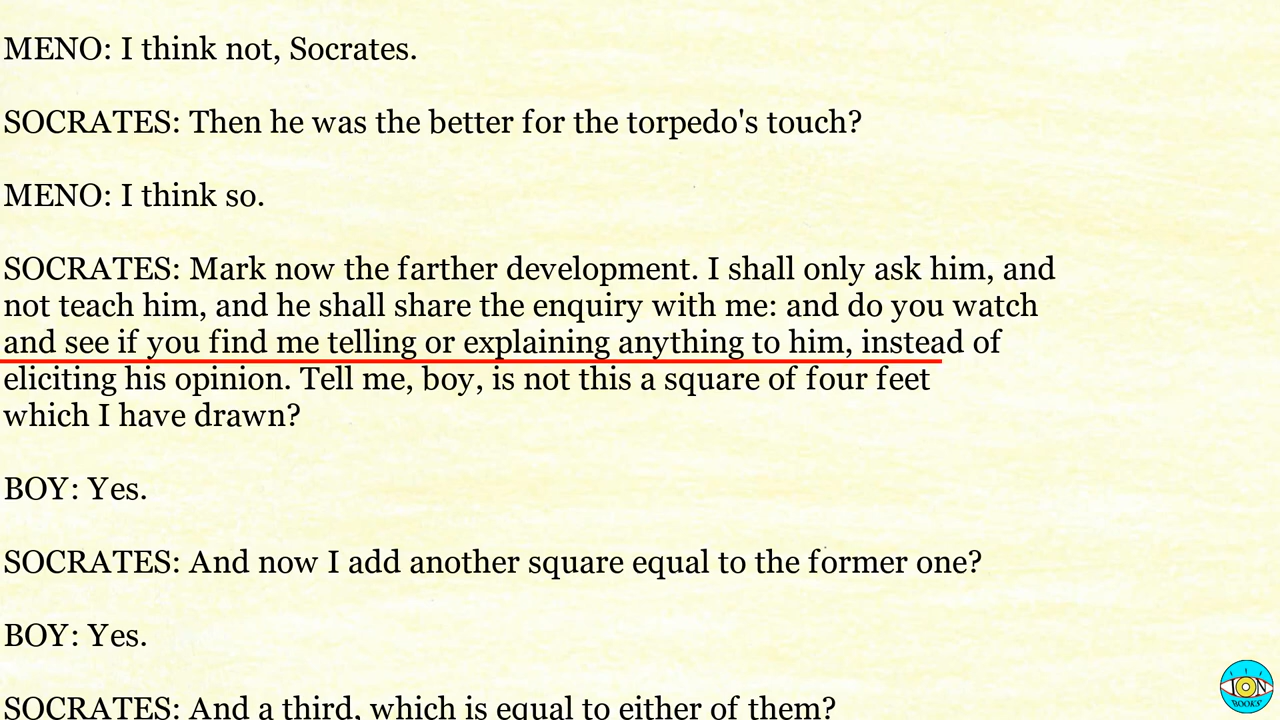 MENO: I think not, Socrates.
SOCRATES: Then he was the better for the torpedo's touch?
MENO: I think so.
SOCRATES: Mark now the farther development. I shall only ask him, and
not teach him, and he shall share the enquiry with me: and do you watch
and see if you find me telling or explaining anything to him, instead of
eliciting his opinion. Tell me, boy, is not this a square of four feet
which I have drawn?
BOY: Yes.
SOCRATES: And now I add another square equal to the former one?
BOY: Yes.
SOCRATES: And a third, which is equal to either of them?
ION
BOOKS